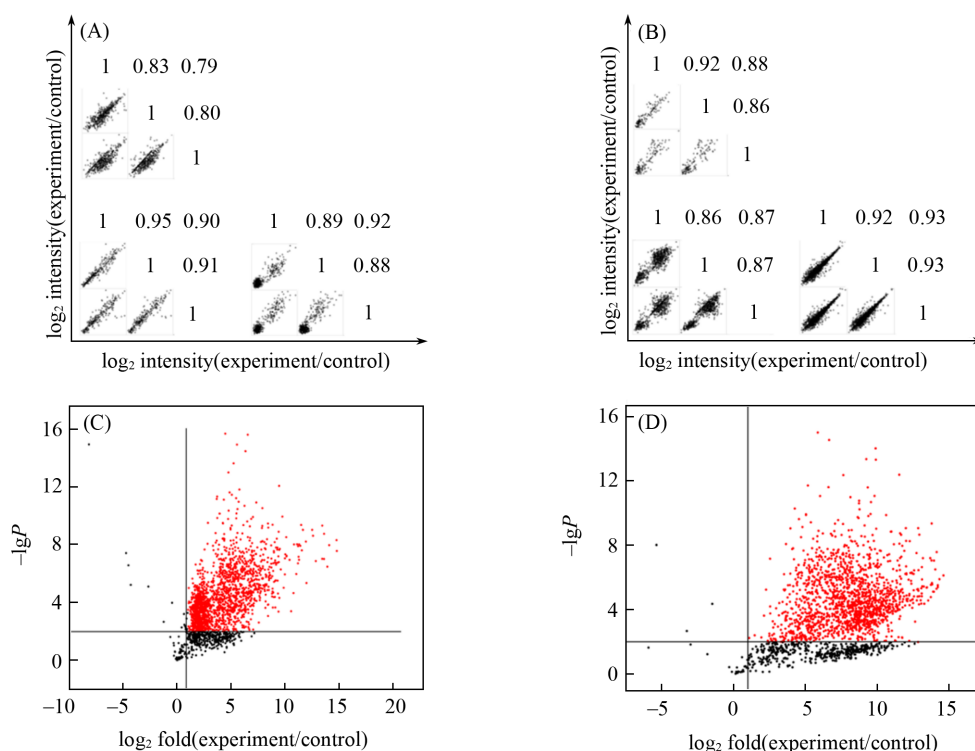 (A)
1 0.83 0.79
1 0.80
1
1 0.95 0.90
1 0.91
1
1 0.89 0.92
1 0.88
1
log₂ intensity(experiment/control)
log₂ intensity(experiment/control)
(B)
1 0.92 0.88
1 0.86
1
1 0.86 0.87
1 0.87
1
1 0.92 0.93
1 0.93
1
log₂ intensity(experiment/control)
log₂ intensity(experiment/control)
(C)
16
12
8
4
0
–lgP
–10 –5 0 5 10 15 20
log₂ fold(experiment/control)
(D)
16
12
8
4
0
–lgP
–5 0 5 10 15
log₂ fold(experiment/control)